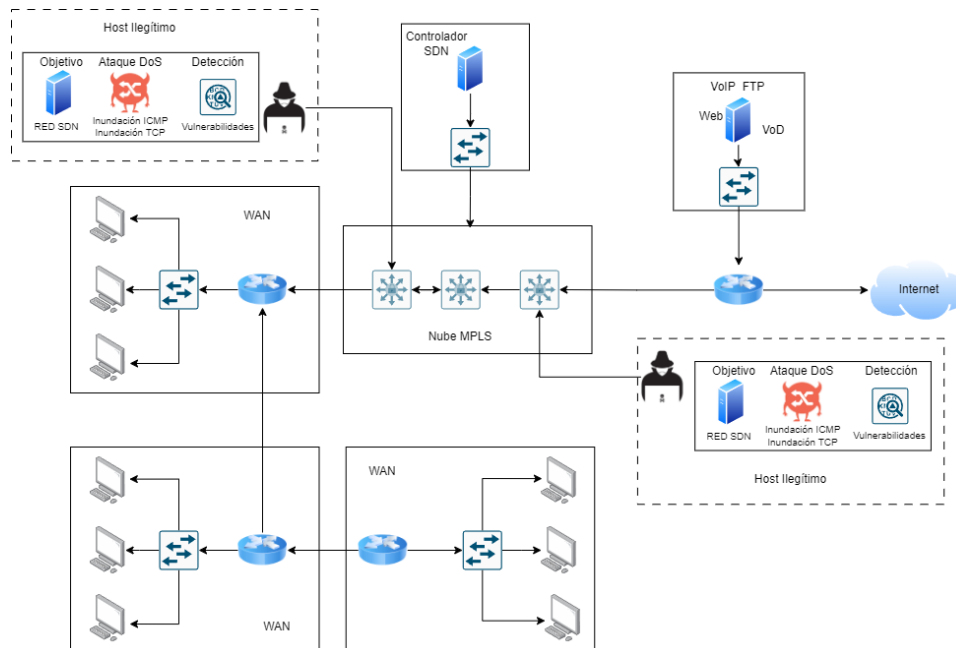 Host Ilegítimo
Objetivo
Ataque DoS
Detección
RED SDN
Inundación ICMP
Inundación TCP
Vulnerabilidades
Controlador
SDN
VoIP FTP
Web
VoD
WAN
Nube MPLS
Internet
Objetivo
Ataque DoS
Detección
RED SDN
Inundación ICMP
Inundación TCP
Vulnerabilidades
Host Ilegítimo
WAN
WAN